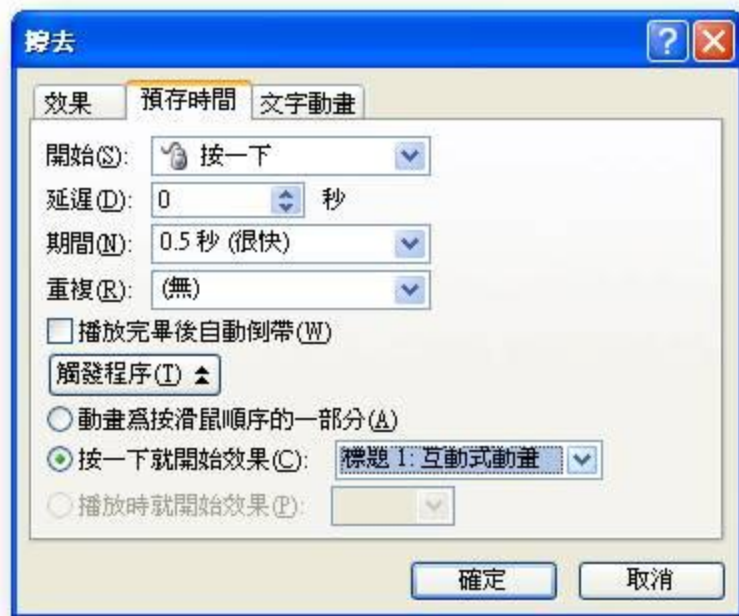 擦去
效果 預存時間 文字動畫
開始(S): 按一下
延遲(D): 0 秒
期間(N): 0.5 秒 (很快)
重複(R): (無)
播放完畢後自動倒帶(W)
觸發程序(T)
動畫爲按滑鼠順序的一部分(A)
按一下就開始效果(C): 標題 1: 互動式動畫
播放時就開始效果(P):
確定 取消